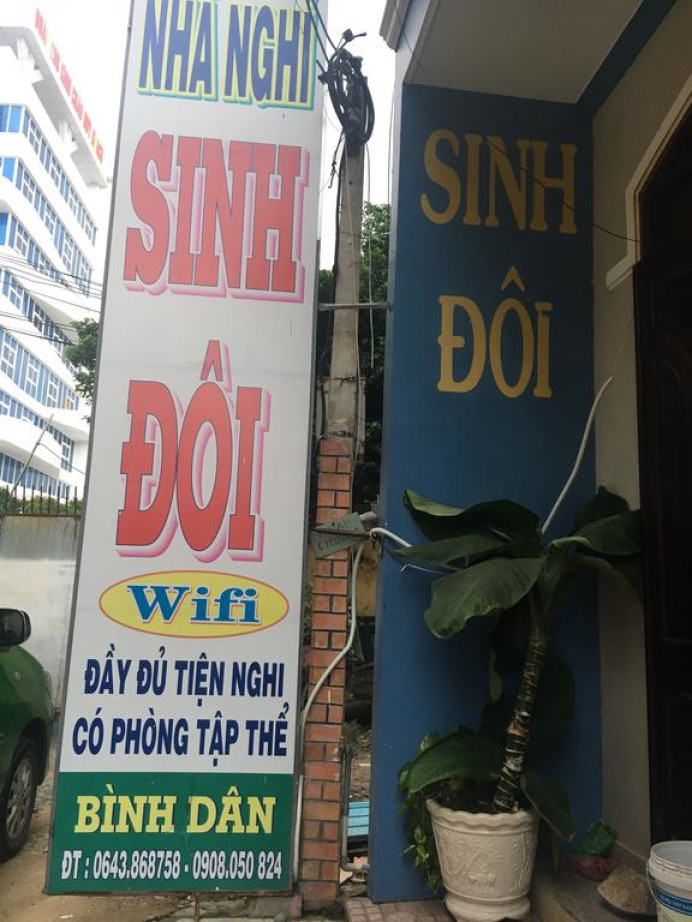 NHÀ NGHỈ
SINH
ĐÔI
Wifi
ĐẦY ĐỦ TIỆN NGHI
CÓ PHÒNG TẬP THỂ
BÌNH DÂN
ĐT : 0643.868758 - 0908.050 824
SINH
ĐÔI